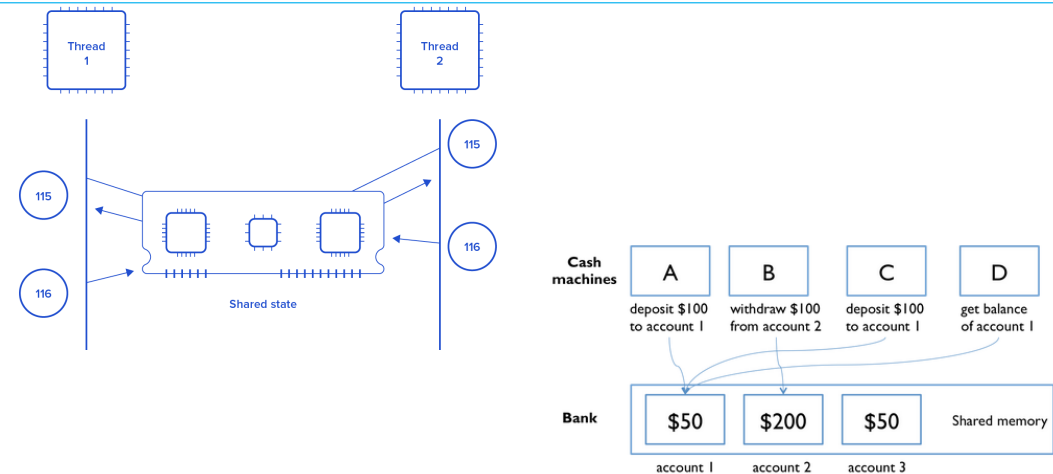 Thread
1
Thread
2
115
115
116
116
Shared state
Cash
machines
A
B
C
D
deposit $100
to account 1
withdraw $100
from account 2
deposit $100
to account 1
get balance
of account 1
Bank
$50
$200
$50
Shared memory
account 1
account 2
account 3